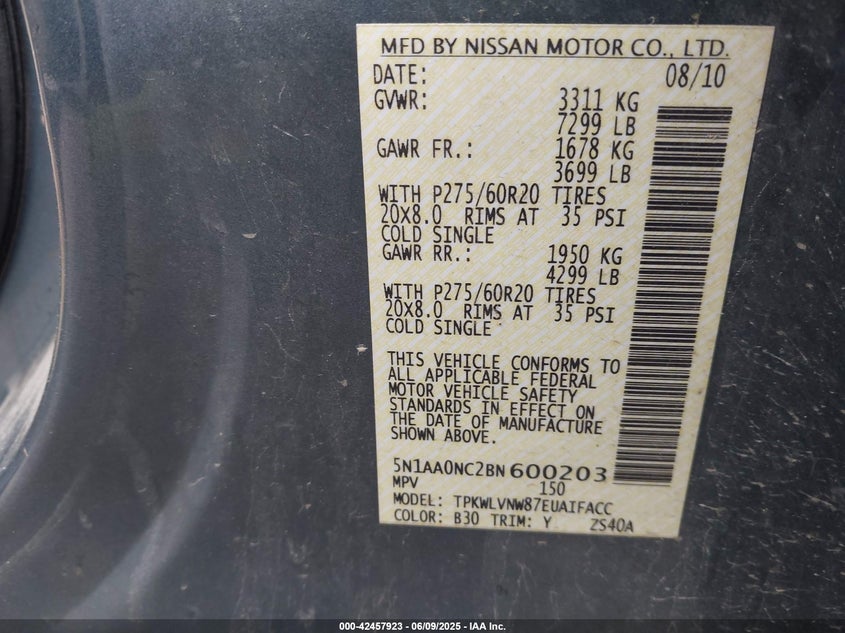 MFD BY NISSAN MOTOR CO., LTD.
DATE: 08/10
GVWR: 3311 KG
7299 LB
GAWR FR.: 1678 KG
3699 LB
WITH P275/60R20 TIRES
20X8.0 RIMS AT 35 PSI
COLD SINGLE
GAWR RR.: 1950 KG
4299 LB
WITH P275/60R20 TIRES
20X8.0 RIMS AT 35 PSI
COLD SINGLE
THIS VEHICLE CONFORMS TO
ALL APPLICABLE FEDERAL
MOTOR VEHICLE SAFETY
STANDARDS IN EFFECT ON
THE DATE OF MANUFACTURE
SHOWN ABOVE.
5N1AA0NC2BN600203
MPV 150
MODEL: TPKWLVNW87EUAIFACC
COLOR: B30 TRIM: Y ZS40A
000-42457923 / 06/09/2025 - IAA Inc.